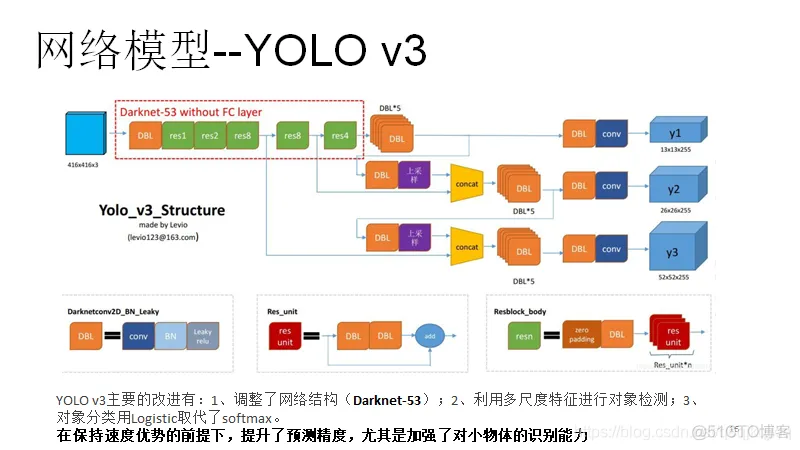 网络模型--YOLO v3
Darknet-53 without FC layer
DBL*5
DBL
res1
res2
res8
res8
res4
DBL
DBL
conv
y1
416x416x3
13x13x255
DBL
上采样
concat
DBL
DBL
conv
y2
DBL*5
26x26x255
Yolo_v3_Structure
made by Levio
(levio123@163.com)
DBL
上采样
concat
DBL
DBL
conv
y3
DBL*5
52x52x255
Darknetconv2D_BN_Leaky
DBL
conv
BN
Leaky relu
Res_unit
res unit
DBL
DBL
add
Resblock_body
resn
zero padding
DBL
res unit
Res_unit*n
YOLO v3主要的改进有：1、调整了网络结构（Darknet-53）；2、利用多尺度特征进行对象检测；3、
对象分类用Logistic取代了softmax。
在保持速度优势的前提下，提升了预测精度，尤其是加强了对小物体的识别能力
@51CTO博客